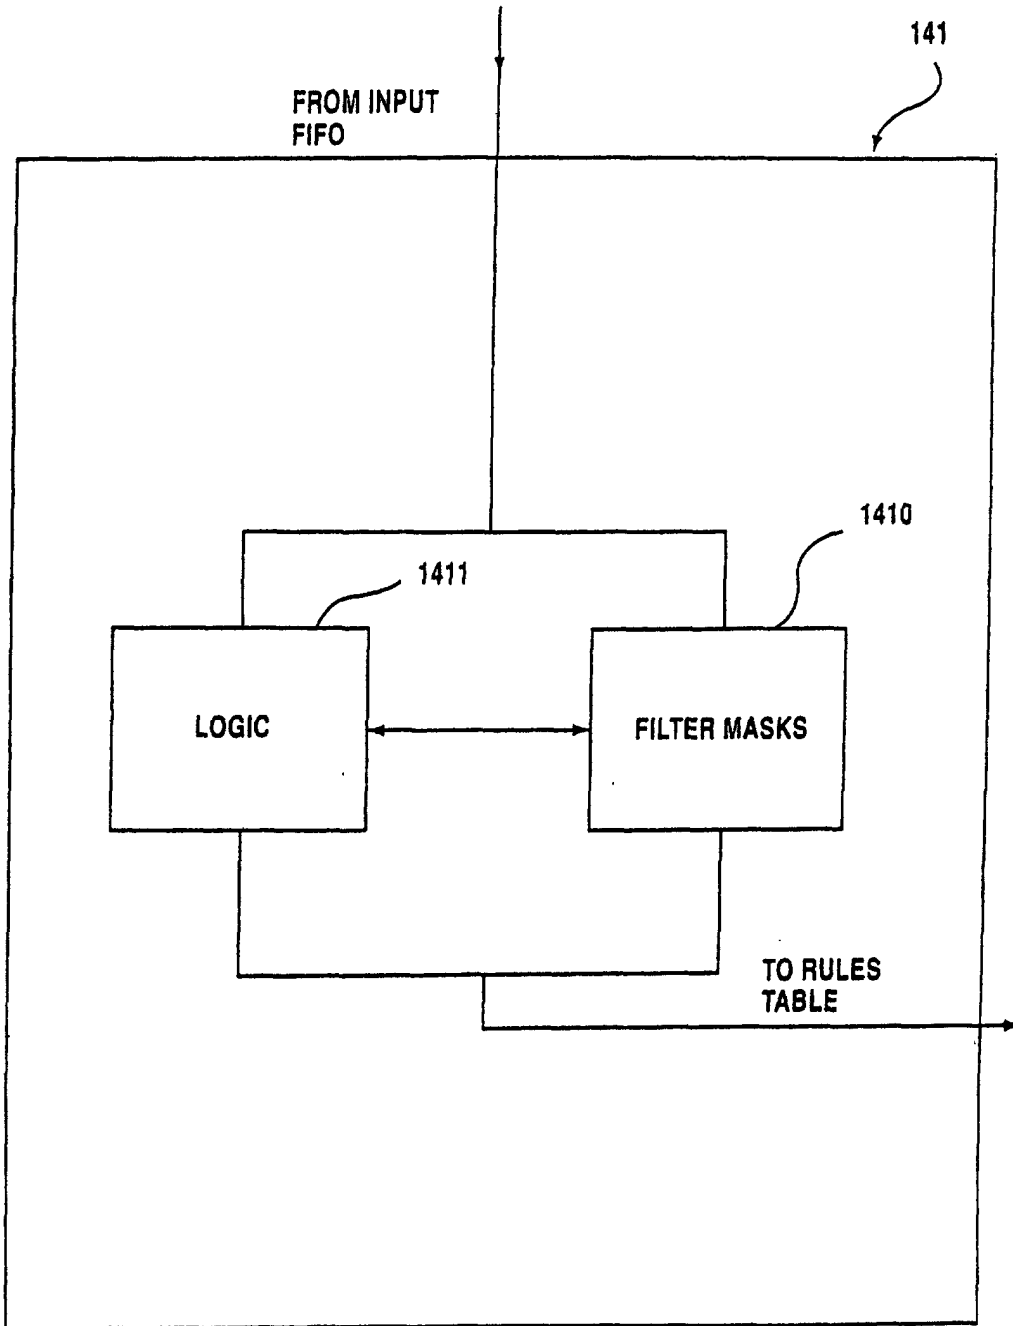 141
FROM INPUT
FIFO
1410
1411
LOGIC
FILTER MASKS
TO RULES
TABLE